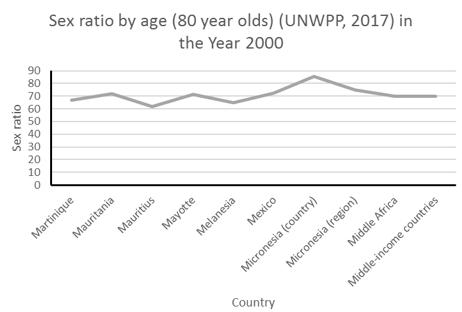 Sex ratio by age (80 year olds) (UNWPP, 2017) in
the Year 2000
90
80
70
60
50
40
30
20
10
0
Sex ratio
Martinique
Mauritania
Mauritius
Mayotte
Melanesia
Mexico
Micronesia (country)
Micronesia (region)
Middle Africa
Middle-income countries
Country